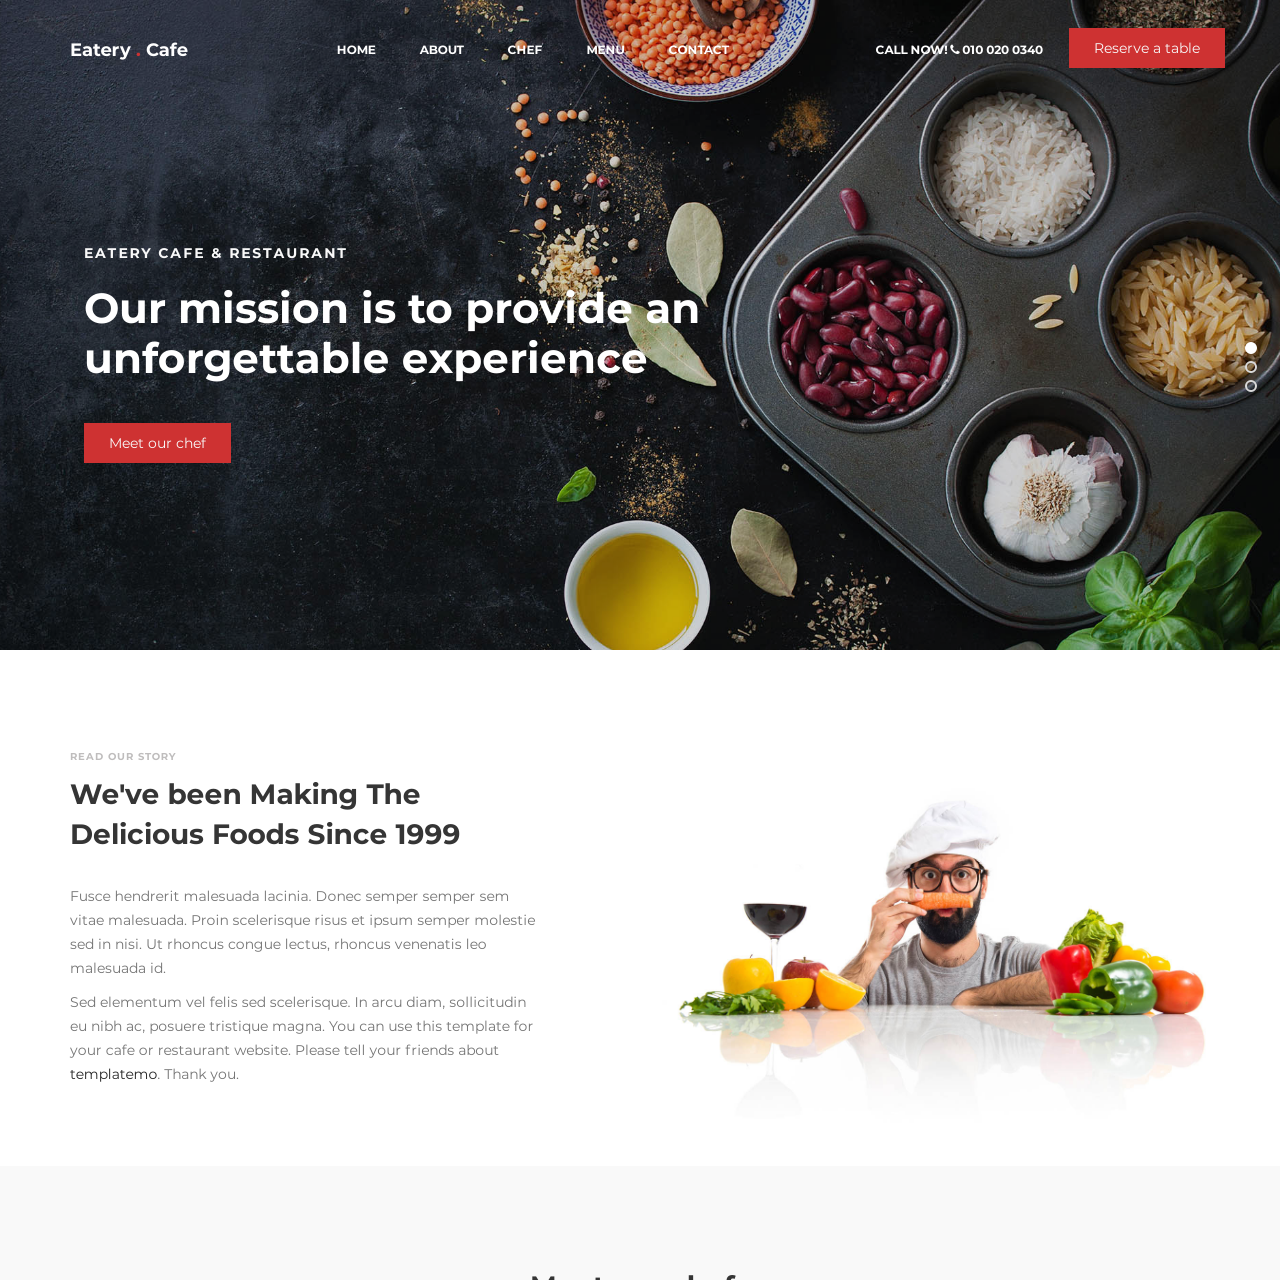 Eatery . Cafe
HOME
ABOUT
CHEF
MENU
CONTACT
CALL NOW! 010 020 0340
Reserve a table
EATERY CAFE & RESTAURANT
Our mission is to provide an
unforgettable experience
Meet our chef
READ OUR STORY
We've been Making The
Delicious Foods Since 1999
Fusce hendrerit malesuada lacinia. Donec semper semper sem
vitae malesuada. Proin scelerisque risus et ipsum semper molestie
sed in nisi. Ut rhoncus congue lectus, rhoncus venenatis leo
malesuada id.
Sed elementum vel felis sed scelerisque. In arcu diam, sollicitudin
eu nibh ac, posuere tristique magna. You can use this template for
your cafe or restaurant website. Please tell your friends about
templatemo. Thank you.